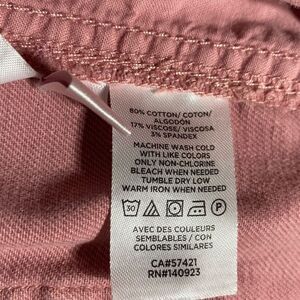 80% COTTON/ COTON/
ALGODÓN
17% VISCOSE/ VISCOSA
3% SPANDEX
MACHINE WASH COLD
WITH LIKE COLORS
ONLY NON-CHLORINE
BLEACH WHEN NEEDED
TUMBLE DRY LOW
WARM IRON WHEN NEEDED
30 P
AVEC DES COULEURS
SEMBLABLES / CON
COLORES SIMILARES
CA#57421
RN#140923